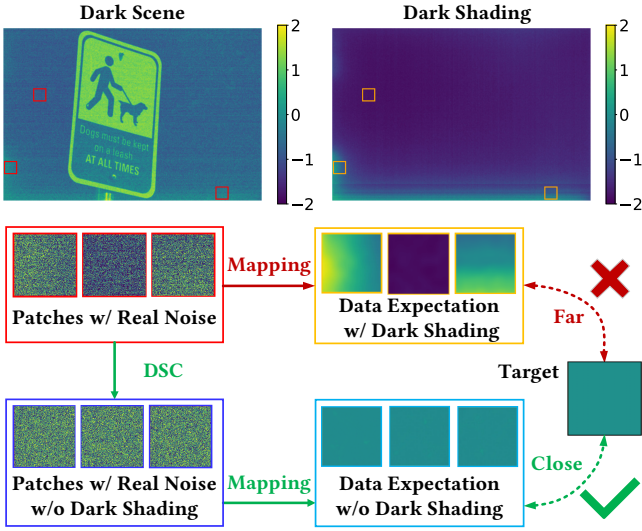 Dark Scene
Dark Shading
2
1
0
−1
−2
2
1
0
−1
−2
Dogs must be kept
on a leash
AT ALL TIMES
Mapping
Patches w/ Real Noise
Data Expectation
w/ Dark Shading
Far
DSC
Target
Patches w/ Real Noise
w/o Dark Shading
Mapping
Data Expectation
w/o Dark Shading
Close